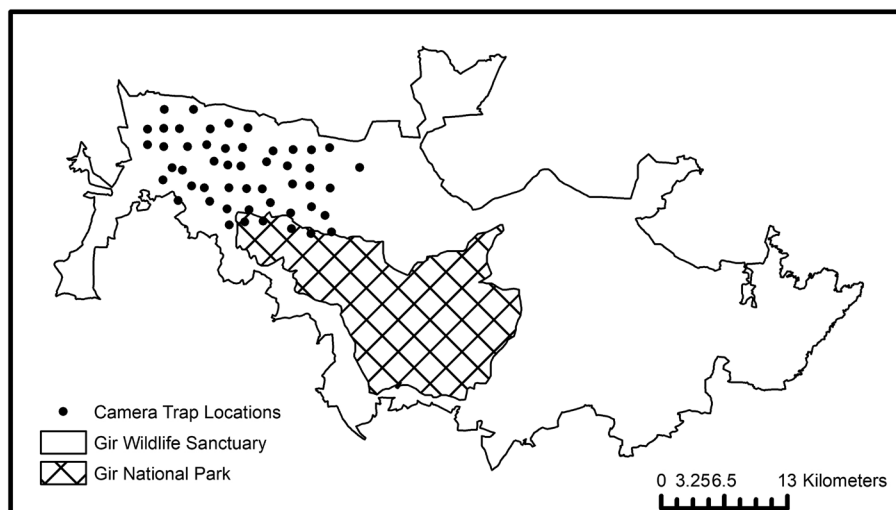 Camera Trap Locations
Gir Wildlife Sanctuary
Gir National Park
0 3.256.5 13 Kilometers